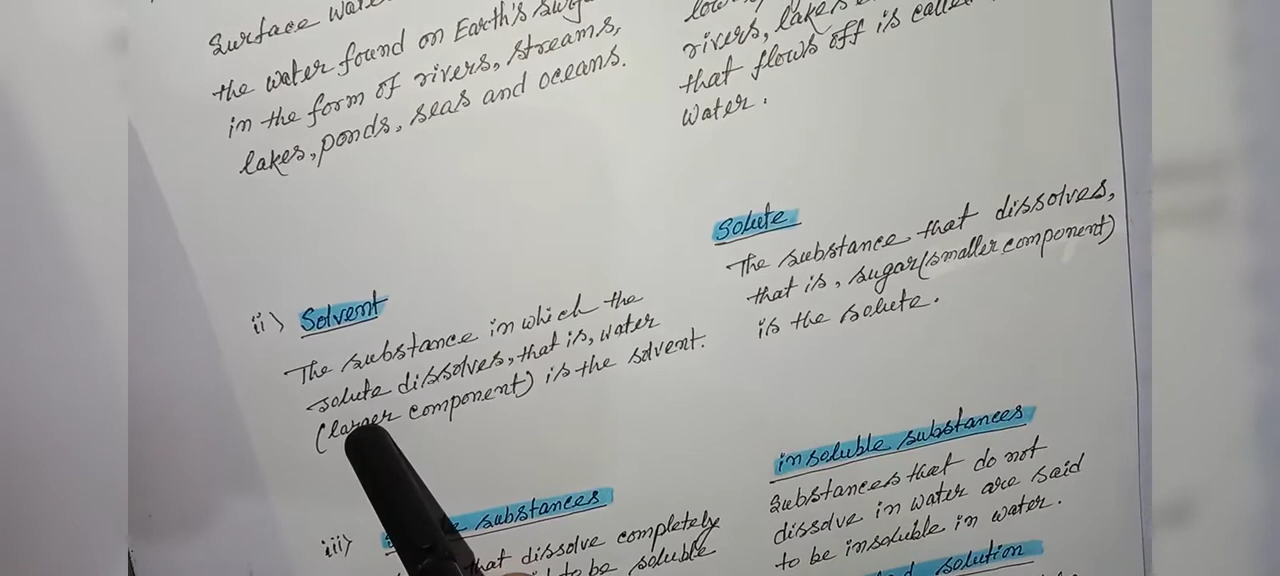 Surface
the water found on Earth's
in the form of rivers, streams,
lakes, ponds, seas and oceans.
rivers, lakes
that flows off is called
water.
ii) Solvent
The substance in which the
solute dissolves, that is, water
(larger component) is the solvent.
Solute
The substance that dissolves,
that is, sugar (smaller component)
is the solute.
iii) substances
that dissolve completely
to be soluble
insoluble substances
Substances that do not
dissolve in water are said
to be insoluble in water.
solution